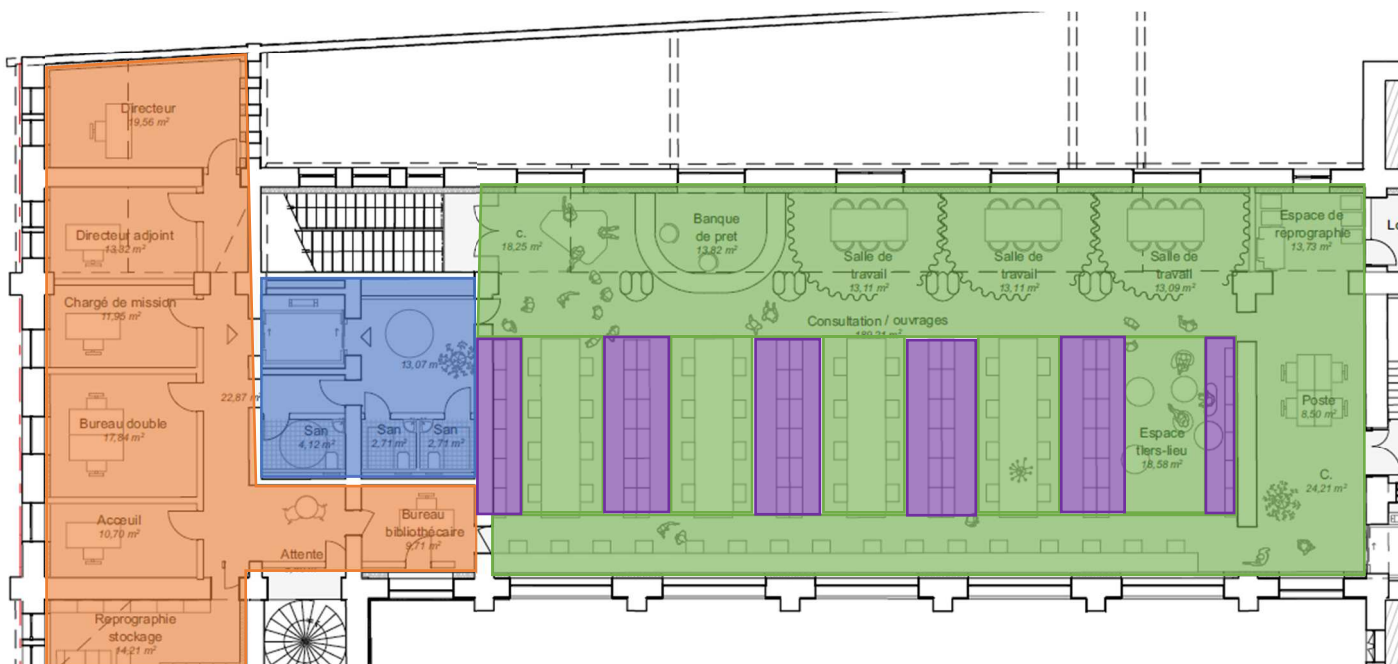 Directeur
19,56 m²
Directeur adjoint
13,32 m²
Chargé de mission
11,95 m²
22,87 m
Bureau double
17,84 m²
Acceuil
10,70 m²
Reprographie
stockage
14,21 m²
Attente
Bureau
bibliothécaire
9,71 m²
13,07 m²
San
4,12 m²
San
2,71 m²
San
2,71 m²
c.
18,25 m²
Banque
de pret
13,82 m²
Salle de
travail
13,11 m²
Salle de
travail
13,11 m²
Salle de
travail
13,09 m²
Espace de
reprographie
13,73 m²
Lo
Consultation / ouvrages
Espace
tiers-lieu
18,58 m²
Poste
8,50 m²
C.
24,21 m²